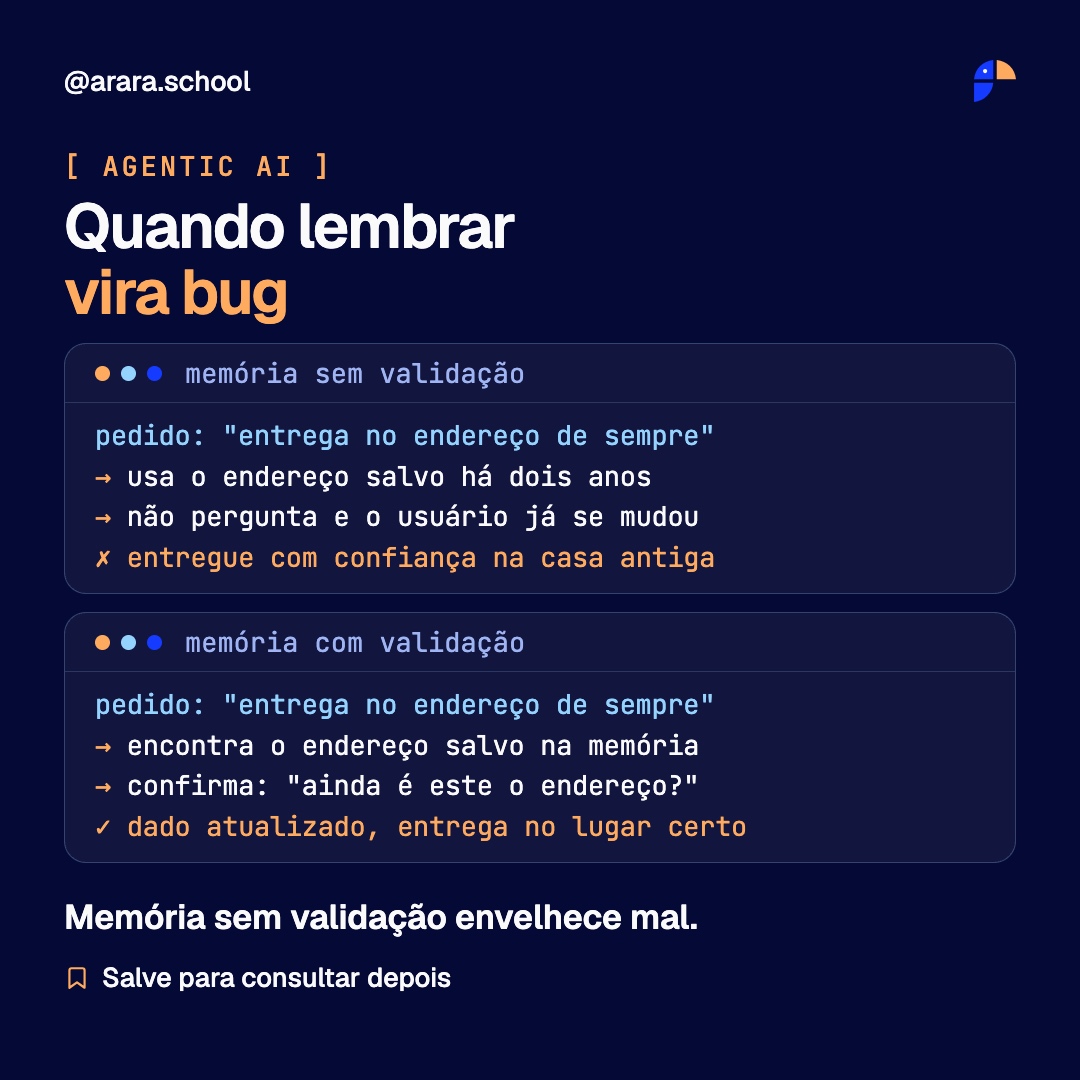 @arara.school
[ AGENTIC AI ]
Quando lembrar
vira bug
memória sem validação
pedido: "entrega no endereço de sempre"
→ usa o endereço salvo há dois anos
→ não pergunta e o usuário já se mudou
✗ entregue com confiança na casa antiga
memória com validação
pedido: "entrega no endereço de sempre"
→ encontra o endereço salvo na memória
→ confirma: "ainda é este o endereço?"
✓ dado atualizado, entrega no lugar certo
Memória sem validação envelhece mal.
Salve para consultar depois